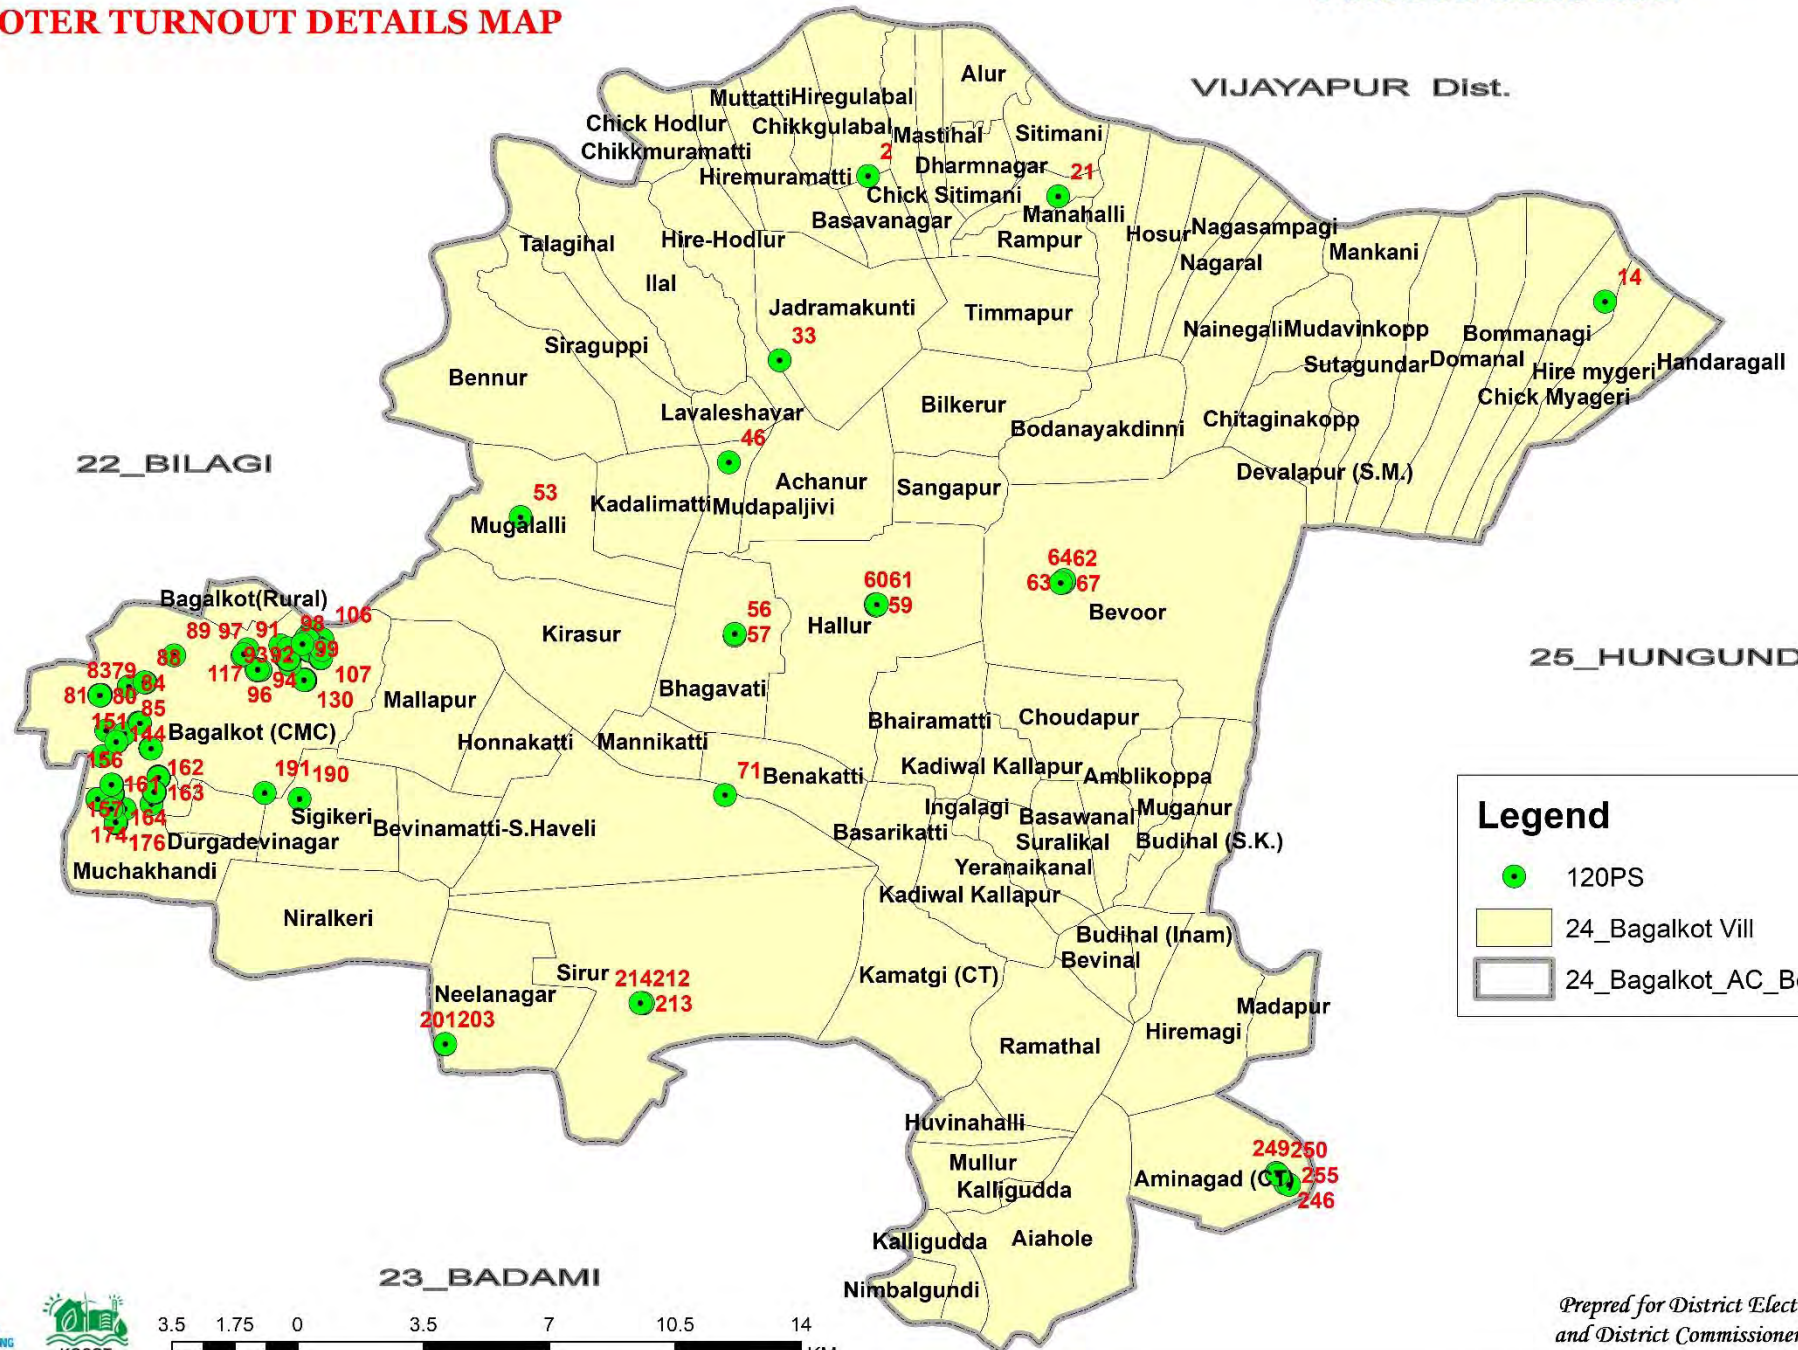 OTER TURNOUT DETAILS MAP
VIJAYAPUR Dist.
Alur
Muttatti Hiregulabal
Chick Hodlur Chikkgulabal Mastihal Sitimani
Chikkmuramatti 2 Dharmnagar 21
Hiremuramatti Chick Sitimani
Basavanagar Manahalli
Talagihal Hire-Hodlur Rampur Hosur Nagasampagi
Ilal Nagaral Mankani
14
Jadramakunti Timmapur
33 Nainegali Mudavinkopp Bommanagi
Siraguppi Sutagundar Domanal Hire mygeri Handaragall
Bennur Chick Myageri
Lavaleshavar Bilkerur Bodanayakdinni Chitaginakopp
46
22_BILAGI Achanur Sangapur Devalapur (S.M.)
53 Kadalimatti Mudapaljivi
Mugalalli
6462
63 67
6061
59
Bevoor
Bagalkot(Rural) 56
57
Hallur
Kirasur
89 97 91 98 106
9392 99
88 117 96 94 107
130
8379
81 80 84
85
Mallapur Bhagavati
25_HUNGUND
151 144 Bagalkot (CMC)
Honnakatti Mannikatti Bhairamatti Choudapur
156 162
161 163
191 190
71 Benakatti Kadiwal Kallapur Amblikoppa
157 164
174 176
Sigikeri Bevinamatti-S.Haveli
Durgadevinagar
Basarikatti Ingalagi Basawanal Muganur
Suralikal Budihal (S.K.)
Muchakhandi Yeranaikanal
Kadiwal Kallapur
Niralkeri Budihal (Inam)
Sirur 214212
213
Kamatgi (CT) Bevinal
Neelanagar
201203
Madapur
Hiremagi
Ramathal
Huvinahalli
Mullur
Kalligudda
249250
255
246
Aminagad (CT)
Kalligudda Aiahole
Nimbalgundi
23_BADAMI
Legend
120PS
24_Bagalkot Vill
24_Bagalkot_AC_B
3.5 1.75 0 3.5 7 10.5 14
KM
NG
Prepred for District Elect
and District Commissioner